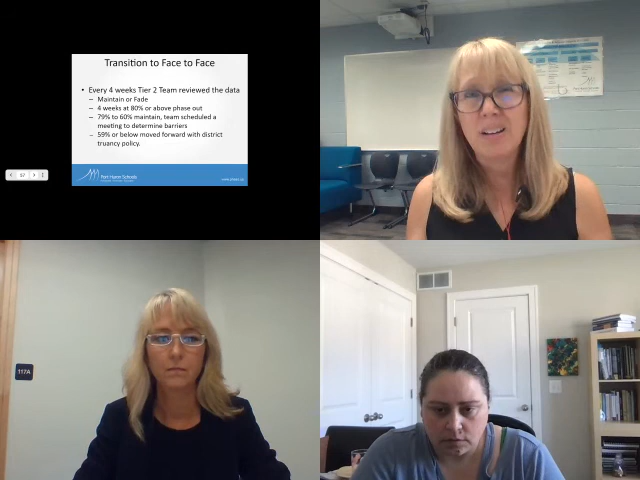 Transition to Face to Face
• Every 4 weeks Tier 2 Team reviewed the data
– Maintain or Fade
– 4 weeks at 80% or above phase out
– 79% to 60% maintain, team scheduled a
meeting to determine barriers
– 59% or below moved forward with district
truancy policy.
Port Huron Schools
17
117A